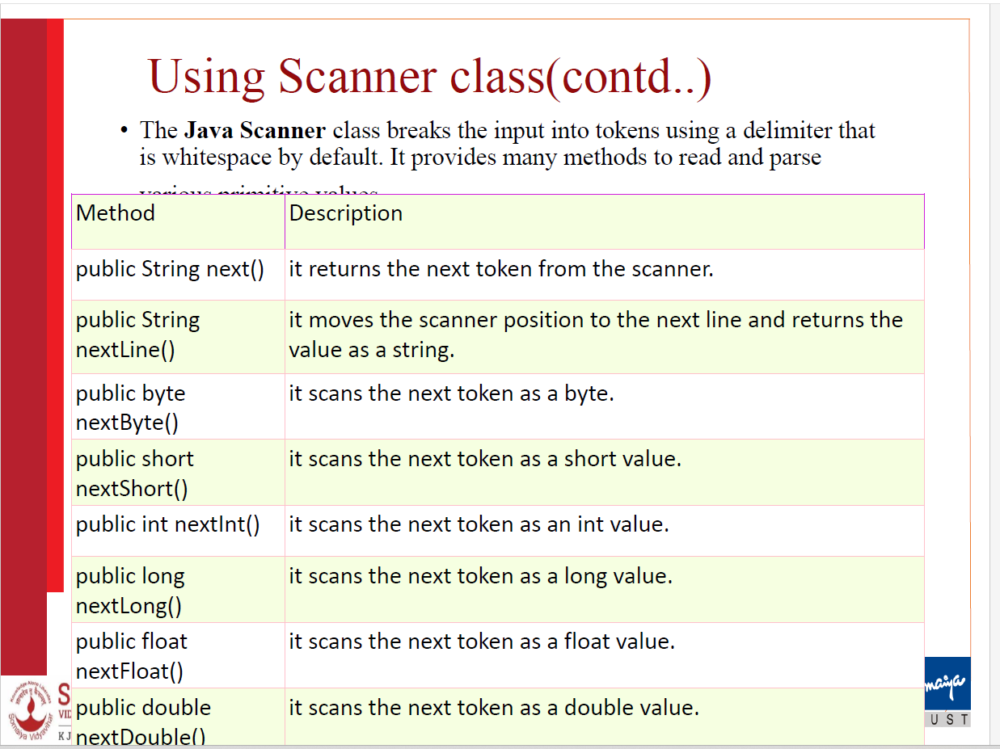 Using Scanner class(contd..)
• The Java Scanner class breaks the input into tokens using a delimiter that
is whitespace by default. It provides many methods to read and parse
various primitive values
Method Description
public String next() it returns the next token from the scanner.
public String it moves the scanner position to the next line and returns the
nextLine() value as a string.
public byte it scans the next token as a byte.
nextByte()
public short it scans the next token as a short value.
nextShort()
public int nextInt() it scans the next token as an int value.
public long it scans the next token as a long value.
nextLong()
public float it scans the next token as a float value.
nextFloat()
public double it scans the next token as a double value.
nextDouble()
S
VID
KJ
maiya
UST
Somaiya Vidyavihar